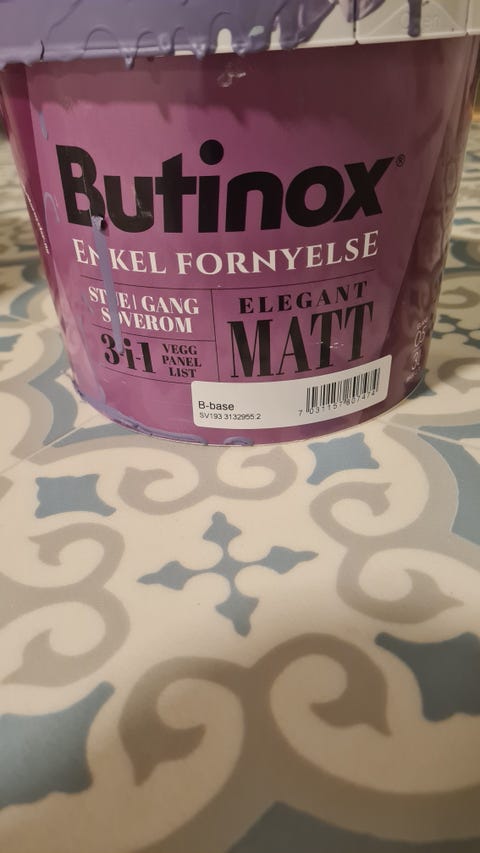 Butinox®
ENKEL FORNYELSE
STUE | GANG
SOVEROM
3-i-1 VEGG
PANEL
LIST
ELEGANT
MATT
B-base
SV193 3132955:2